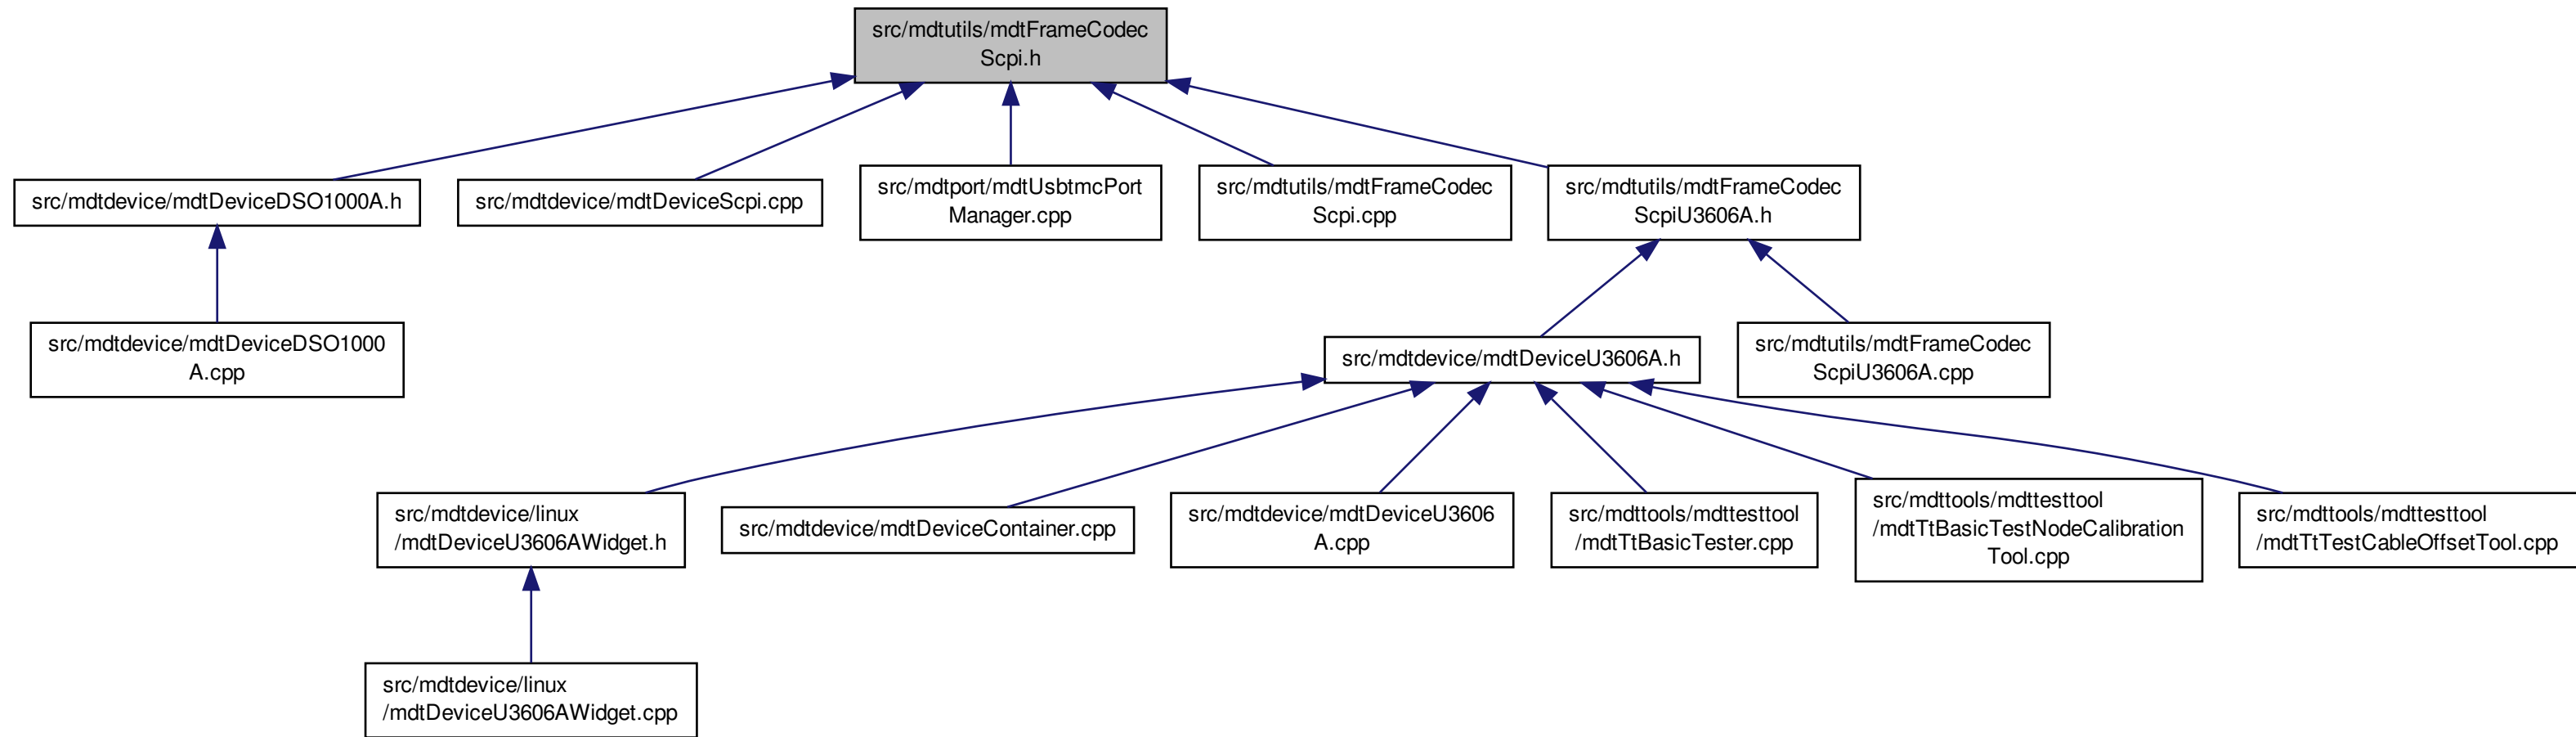 src/mdtutils/mdtFrameCodec
Scpi.h
src/mdtdevice/mdtDeviceDSO1000A.h
src/mdtdevice/mdtDeviceScpi.cpp
src/mdtport/mdtUsbtmcPort
Manager.cpp
src/mdtutils/mdtFrameCodec
Scpi.cpp
src/mdtutils/mdtFrameCodec
ScpiU3606A.h
src/mdtdevice/mdtDeviceDSO1000
A.cpp
src/mdtdevice/mdtDeviceU3606A.h
src/mdtutils/mdtFrameCodec
ScpiU3606A.cpp
src/mdtdevice/linux
/mdtDeviceU3606AWidget.h
src/mdtdevice/mdtDeviceContainer.cpp
src/mdtdevice/mdtDeviceU3606
A.cpp
src/mdttools/mdttesttool
/mdtTtBasicTester.cpp
src/mdttools/mdttesttool
/mdtTtBasicTestNodeCalibration
Tool.cpp
src/mdttools/mdttesttool
/mdtTtTestCableOffsetTool.cpp
src/mdtdevice/linux
/mdtDeviceU3606AWidget.cpp